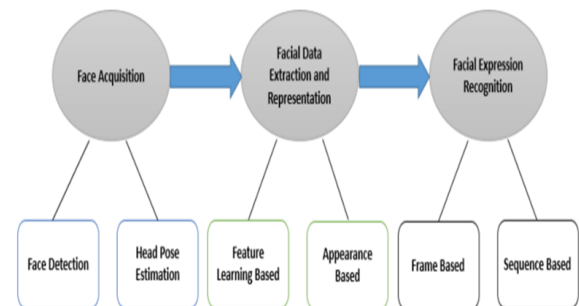 Face Acquisition
Facial Data
Extraction and
Representation
Facial Expression
Recognition
Face Detection
Head Pose
Estimation
Feature
Learning Based
Appearance
Based
Frame Based
Sequence Based